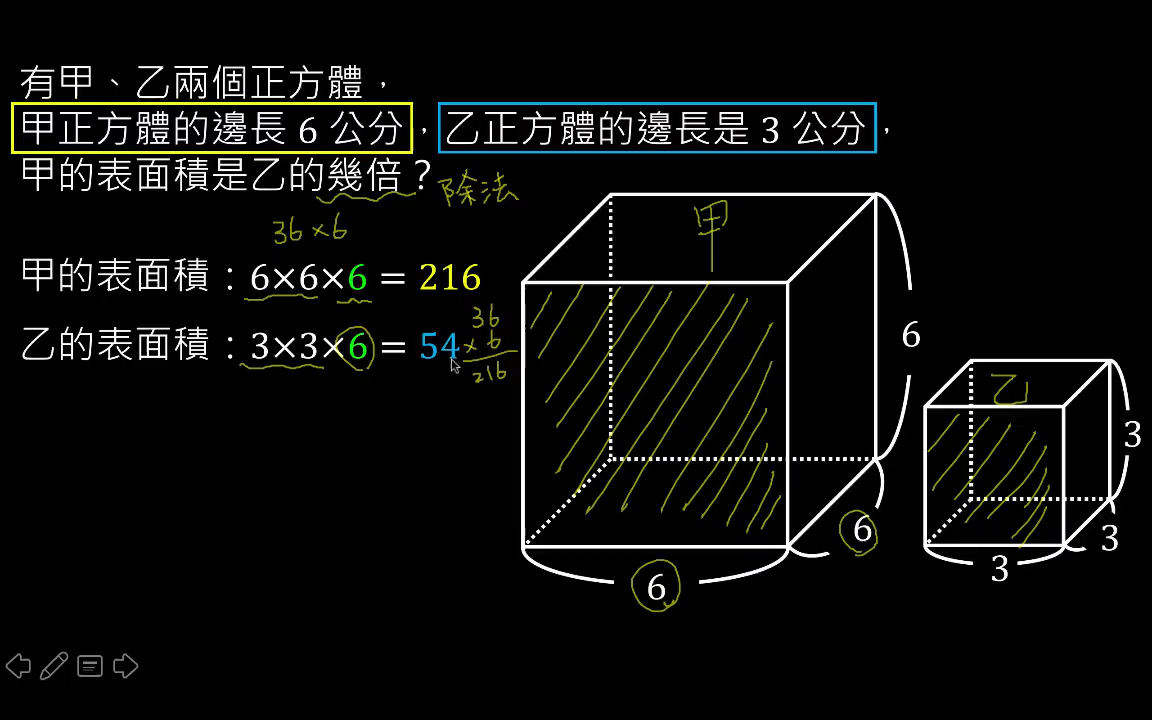 有甲、乙兩個正方體，
甲正方體的邊長 6 公分，乙正方體的邊長是 3 公分，
甲的表面積是乙的幾倍？
除法
36×6
甲的表面積：6×6×6 = 216
乙的表面積：3×3×6 = 54
36
×6
216
甲
6
6
6
乙
3
3
3